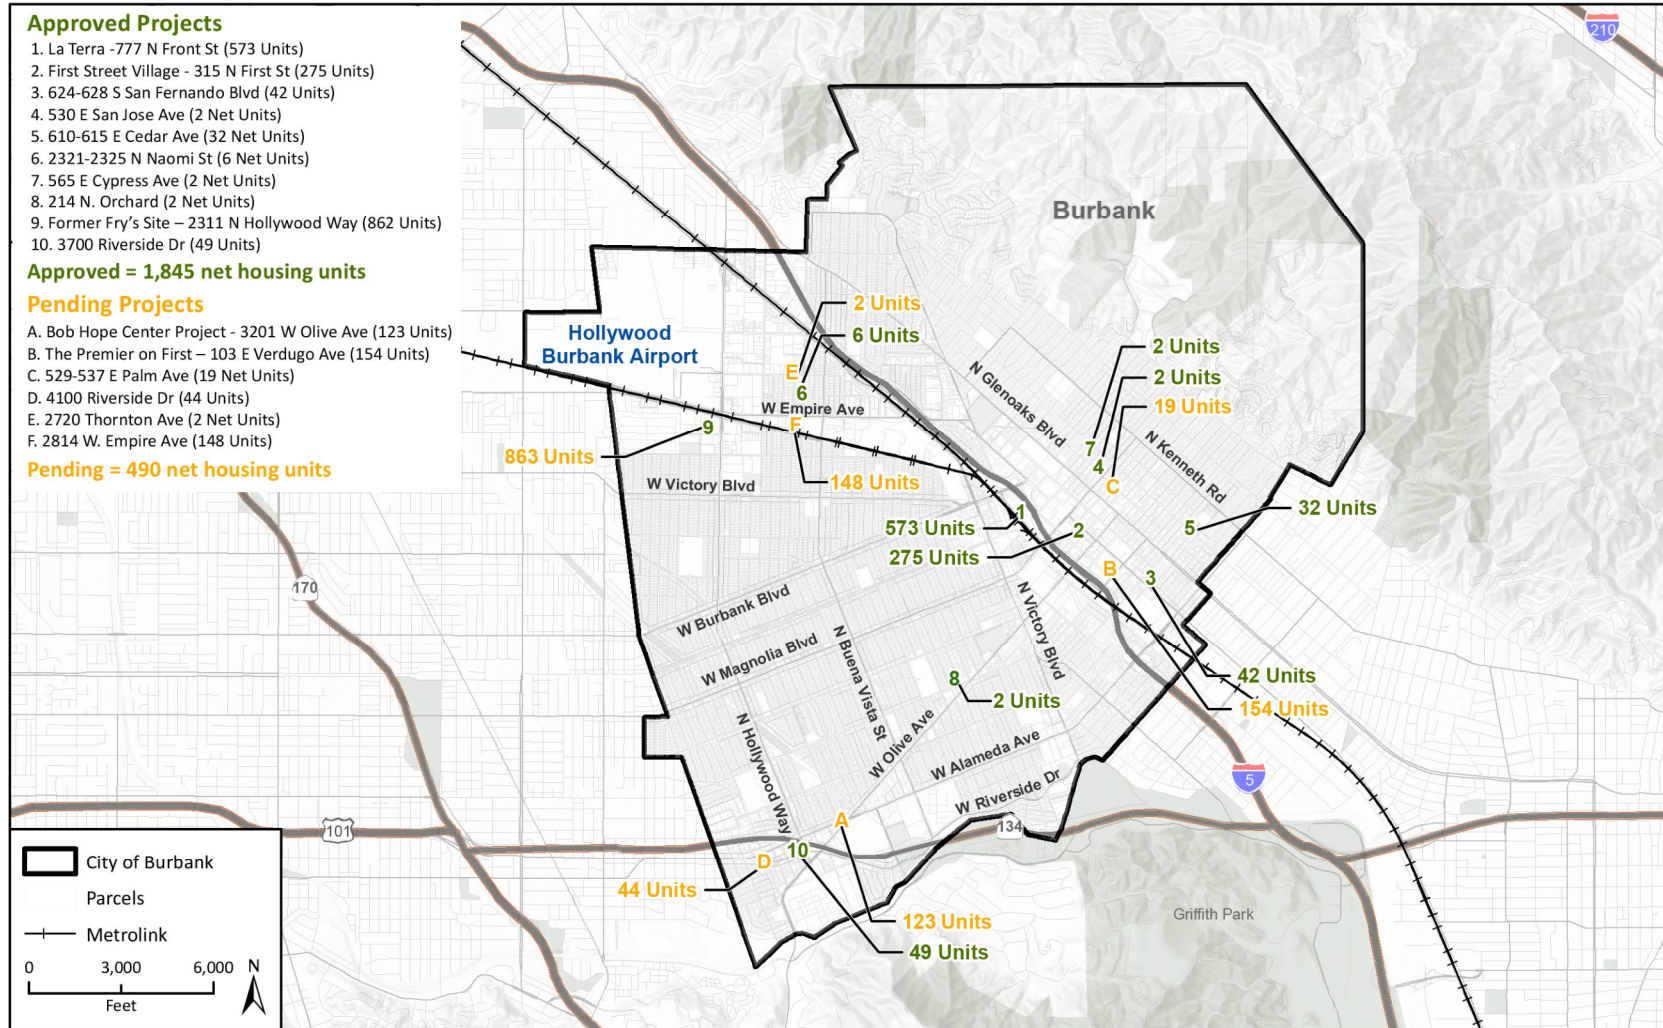 Approved Projects
1. La Terra -777 N Front St (573 Units)
2. First Street Village - 315 N First St (275 Units)
3. 624-628 S San Fernando Blvd (42 Units)
4. 530 E San Jose Ave (2 Net Units)
5. 610-615 E Cedar Ave (32 Net Units)
6. 2321-2325 N Naomi St (6 Net Units)
7. 565 E Cypress Ave (2 Net Units)
8. 214 N. Orchard (2 Net Units)
9. Former Fry's Site – 2311 N Hollywood Way (862 Units)
10. 3700 Riverside Dr (49 Units)
Approved = 1,845 net housing units
Pending Projects
A. Bob Hope Center Project - 3201 W Olive Ave (123 Units)
B. The Premier on First – 103 E Verdugo Ave (154 Units)
C. 529-537 E Palm Ave (19 Net Units)
D. 4100 Riverside Dr (44 Units)
E. 2720 Thornton Ave (2 Net Units)
F. 2814 W. Empire Ave (148 Units)
Pending = 490 net housing units
210
Burbank
Hollywood
Burbank Airport
2 Units
6 Units
E
6
W Empire Ave
9
F
863 Units
148 Units
W Victory Blvd
N Glenoaks Blvd
N Kenneth Rd
2 Units
2 Units
19 Units
7
4
C
32 Units
5
573 Units
1
275 Units
2
B
3
170
W Burbank Blvd
W Magnolia Blvd
N Buena Vista St
N Victory Blvd
8
2 Units
42 Units
154 Units
N Hollywood Way
W Olive Ave
W Alameda Ave
W Riverside Dr
5
134
101
A
10
D
44 Units
123 Units
49 Units
Griffith Park
City of Burbank
Parcels
Metrolink
0 3,000 6,000
Feet
N